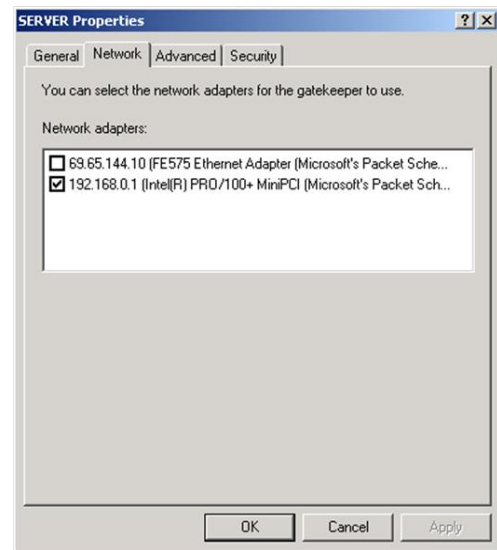 SERVER Properties
General Network Advanced Security
You can select the network adapters for the gatekeeper to use.
Network adapters:
69.65.144.10 (FE575 Ethernet Adapter (Microsoft's Packet Sche...
192.168.0.1 (Intel(R) PRO/100+ MiniPCI (Microsoft's Packet Sch...
OK Cancel Apply